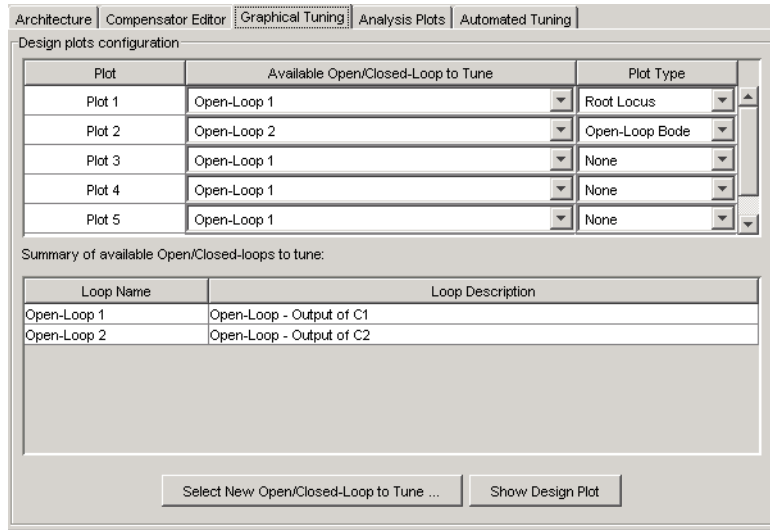 Architecture Compensator Editor Graphical Tuning Analysis Plots Automated Tuning
Design plots configuration
Plot Available Open/Closed-Loop to Tune Plot Type
Plot 1 Open-Loop 1 Root Locus
Plot 2 Open-Loop 2 Open-Loop Bode
Plot 3 Open-Loop 1 None
Plot 4 Open-Loop 1 None
Plot 5 Open-Loop 1 None
Summary of available Open/Closed-loops to tune:
Loop Name Loop Description
Open-Loop 1 Open-Loop - Output of C1
Open-Loop 2 Open-Loop - Output of C2
Select New Open/Closed-Loop to Tune ... Show Design Plot